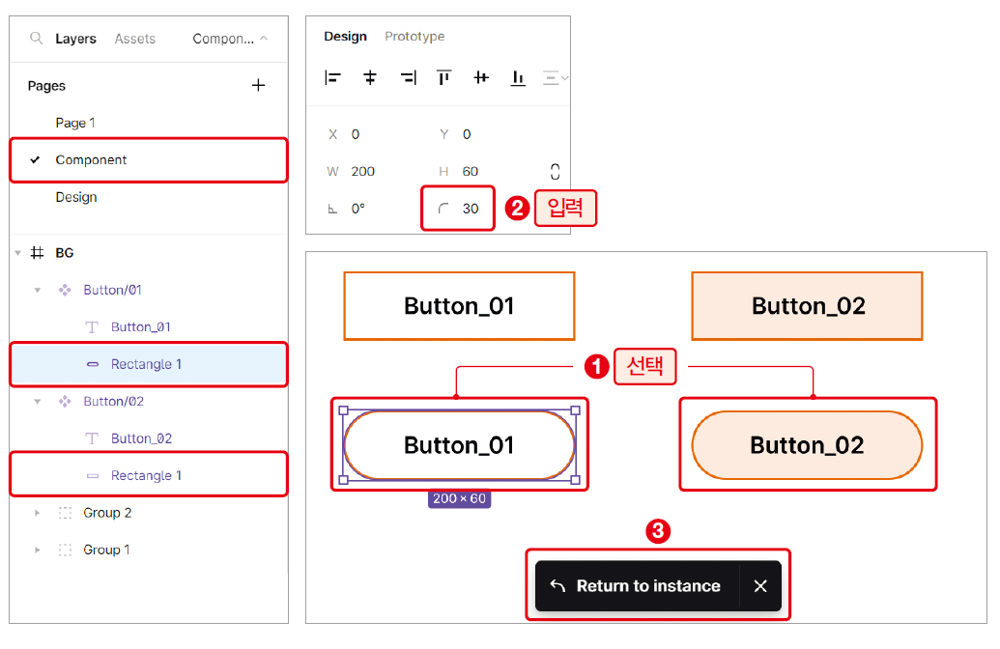 Layers Assets Compon...
Pages
Page 1
Component
Design
BG
Button/01
Button_01
Rectangle 1
Button/02
Button_02
Rectangle 1
Group 2
Group 1
Design Prototype
X 0 Y 0
W 200 H 60
0° 30
2 입력
Button_01 Button_02
1 선택
Button_01 Button_02
200 × 60
3
Return to instance